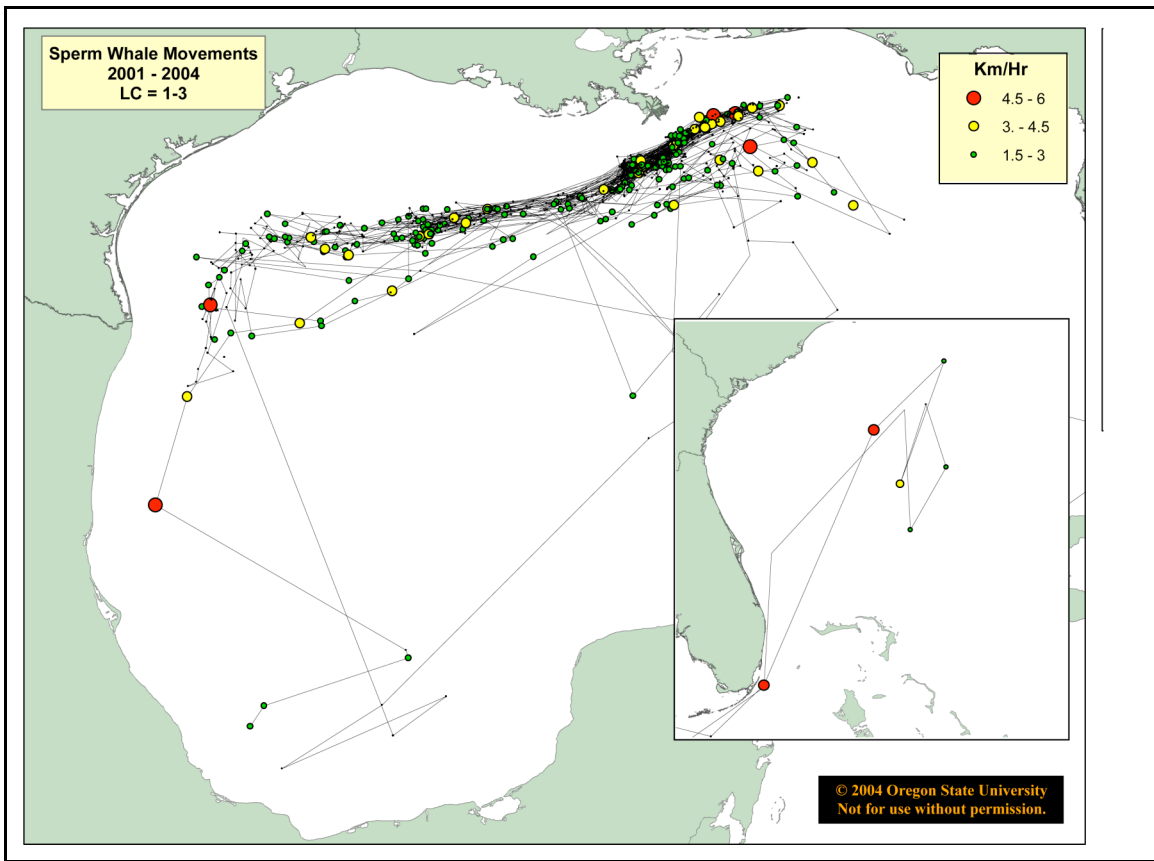 Sperm Whale Movements
2001 - 2004
LC = 1-3
Km/Hr
4.5 - 6
3. - 4.5
1.5 - 3
© 2004 Oregon State University
Not for use without permission.